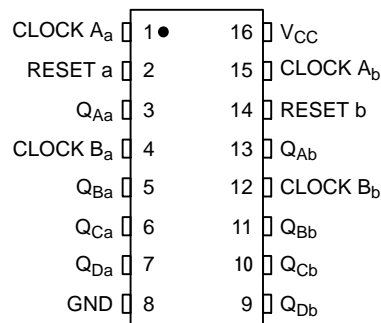 CLOCK Aa 1 16 VCC
RESET a 2 15 CLOCK Ab
QAa 3 14 RESET b
CLOCK Ba 4 13 QAb
QBa 5 12 CLOCK Bb
QCa 6 11 QBb
QDa 7 10 QCb
GND 8 9 QDb